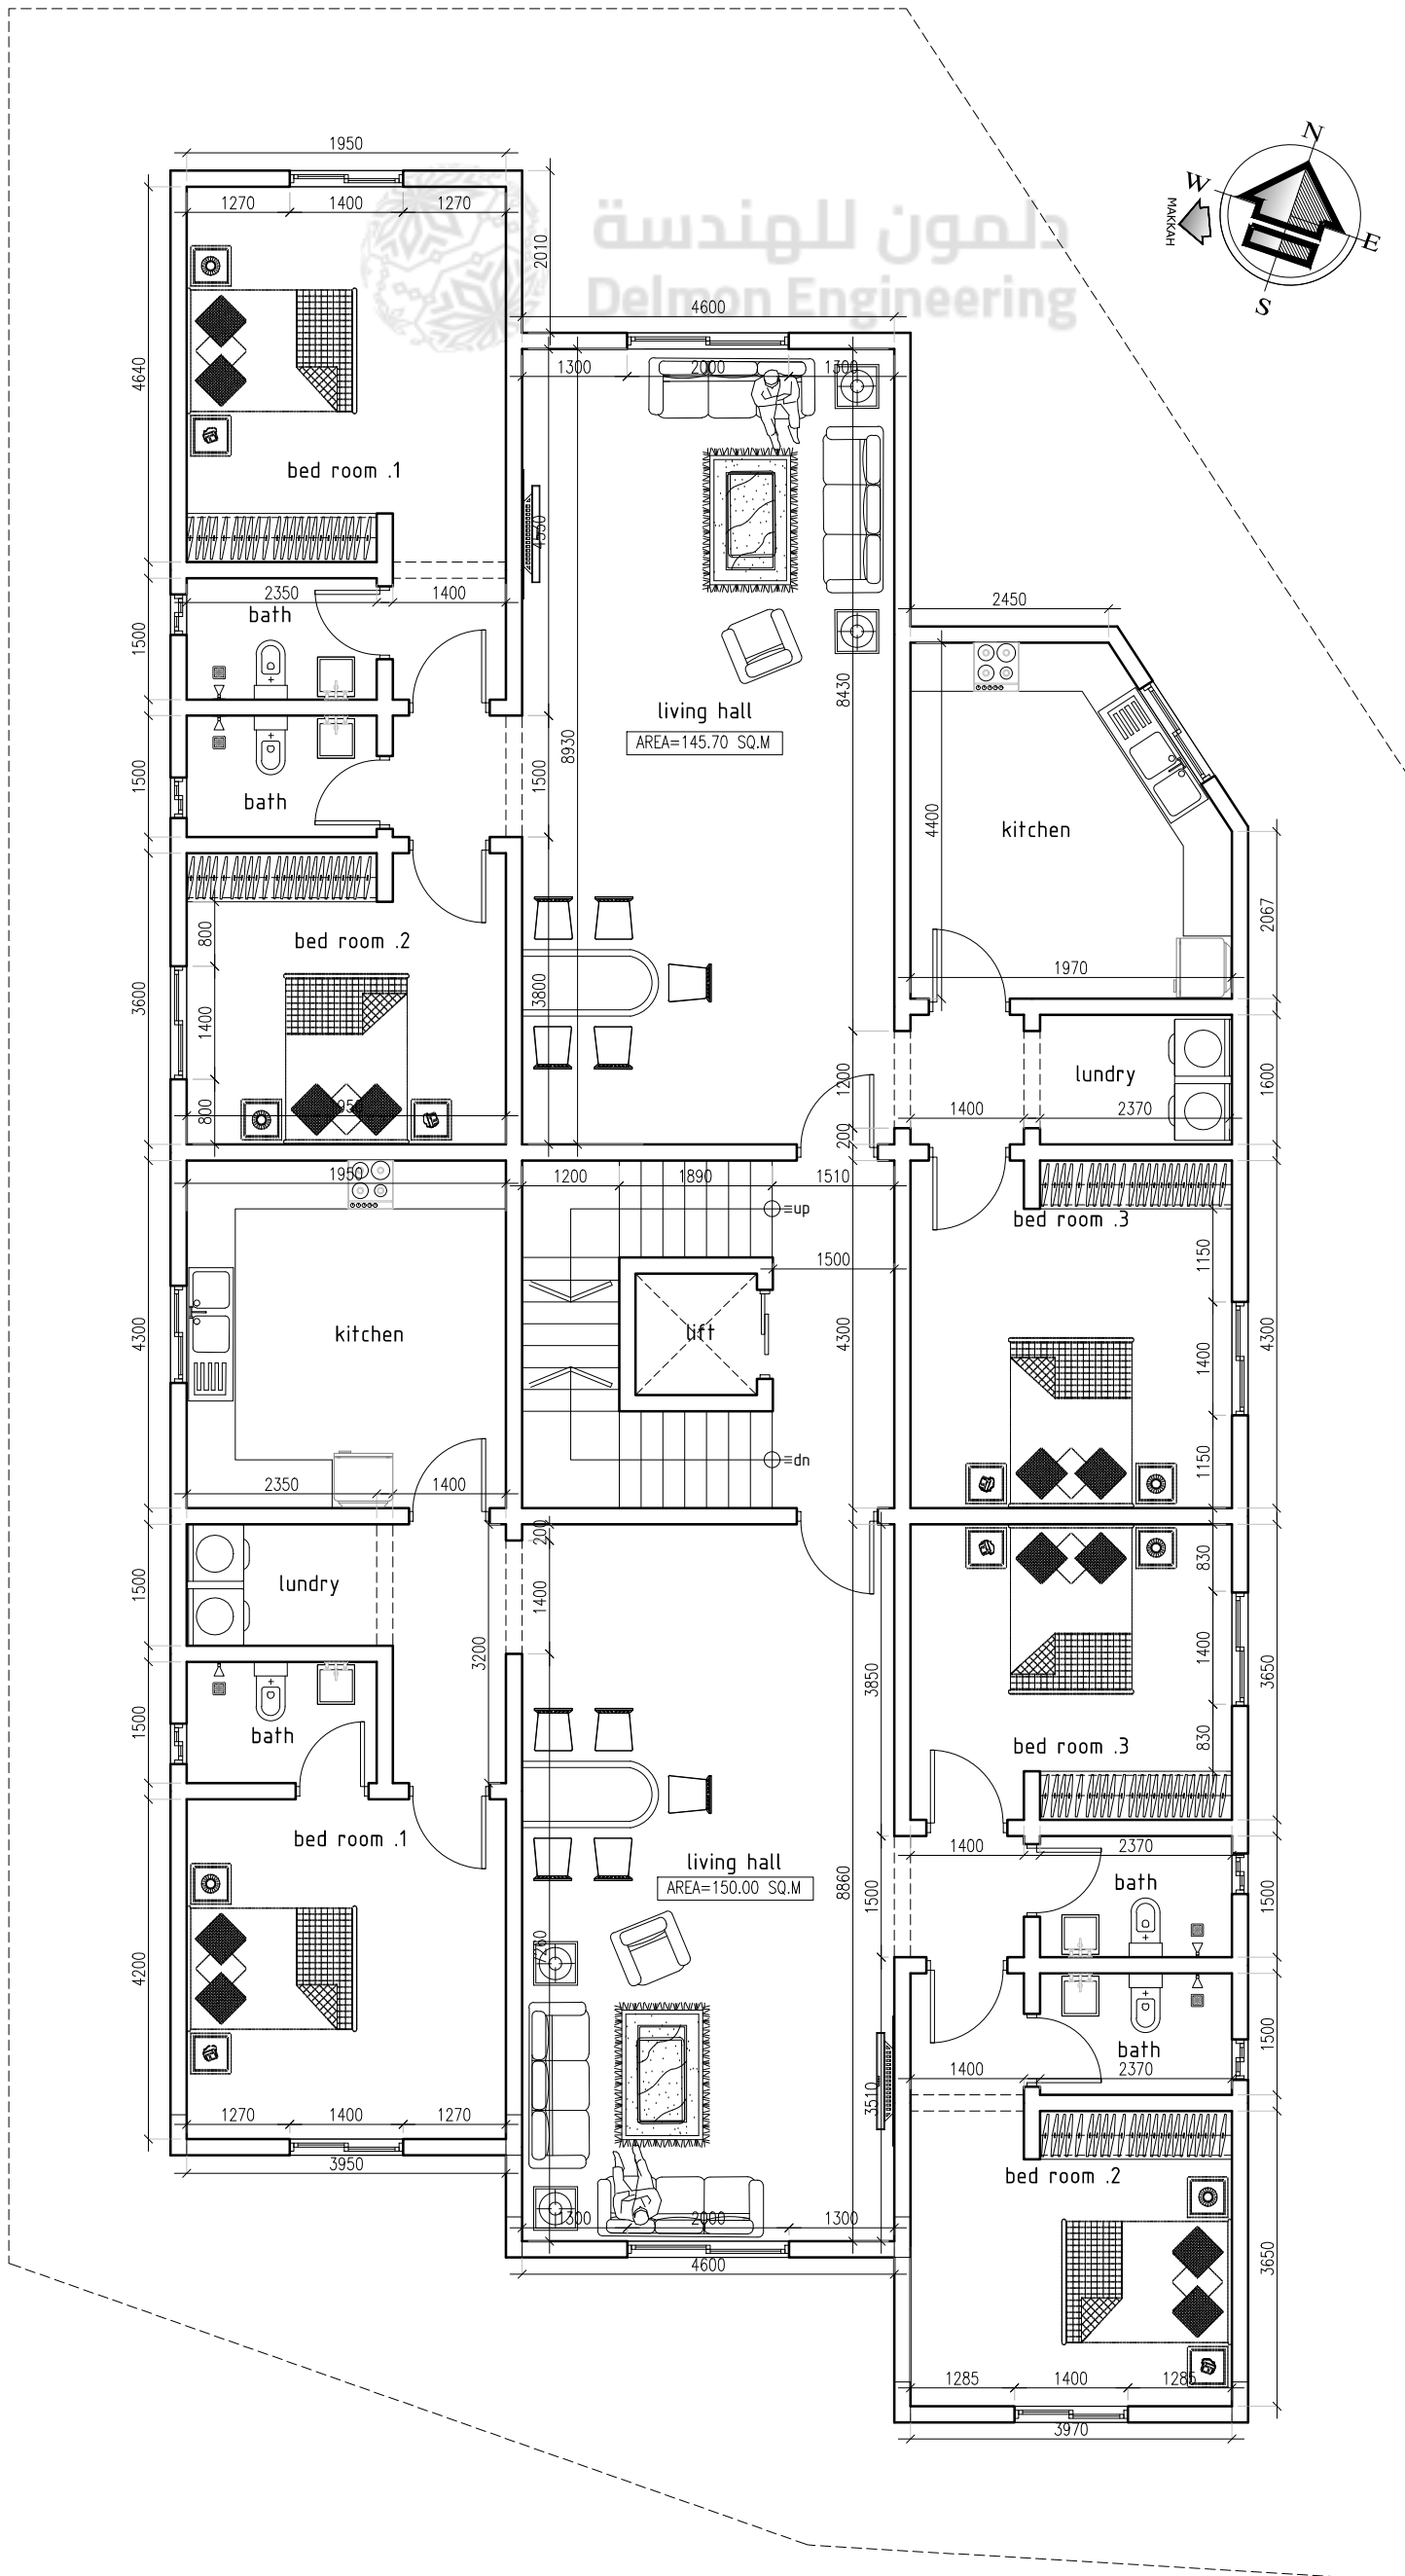 1950
N
W
MAKKAH
E
S
1270 1400 1270
دلمون للهندسة
Delmon Engineering
2010
4600
1300 2000 1300
4640
bed room .1
4550
2350 1400
bath
1500
2450
8430
living hall
AREA=145.70 SQ.M
8930
1500
1500
bath
4400
kitchen
2067
800
bed room .2
3600
1400
3800
1970
800
1200
lundry
1600
1400 2370
200
1950
1200 1890 1510
up
bed room .3
1150
1500
4300
kitchen
lift
4300
1400
4300
1150
dn
2350 1400
200
830
1500
lundry
1400
3200
3850
1400
3650
1500
bath
bed room .3
830
bed room .1
living hall
AREA=150.00 SQ.M
8860
1400 2370
bath
1500
1500
4200
7260
bath
1500
1400 2370
3510
1270 1400 1270
3950
bed room .2
1300 2000 1300
4600
3650
1285 1400 1285
3970